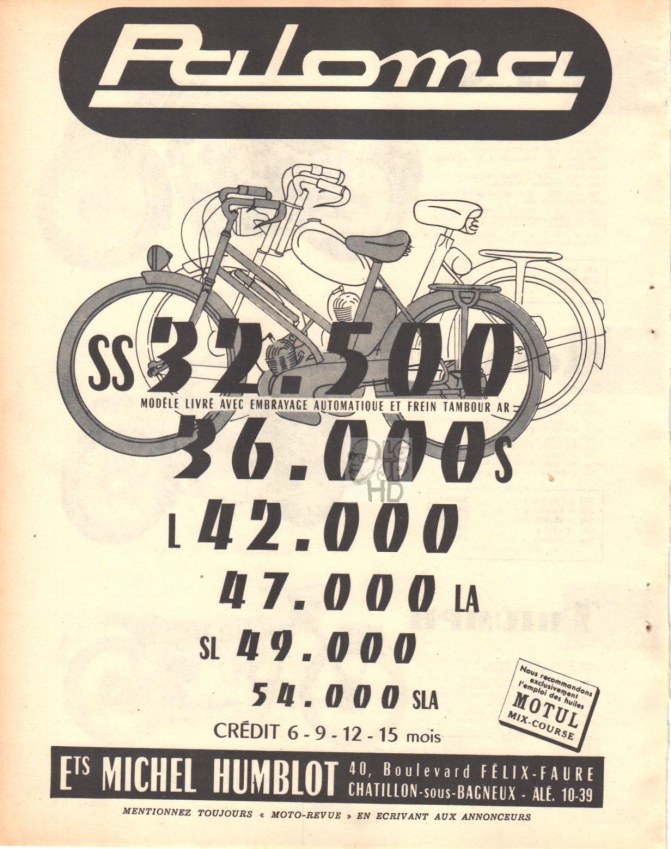 Paloma
SS 32.500
MODÈLE LIVRÉ AVEC EMBRAYAGE AUTOMATIQUE ET FREIN TAMBOUR AR
36.000 S
HD
L 42.000
47.000 LA
SL 49.000
54.000 SLA
CRÉDIT 6 - 9 - 12 - 15 mois
Nous recommandons
exclusivement
l'emploi des huiles
MOTUL
MIX-COURSE
ETS MICHEL HUMBLOT
40, Boulevard FÉLIX-FAURE
CHATILLON-sous-BAGNEUX - ALÉ. 10-39
MENTIONNEZ TOUJOURS « MOTO-REVUE » EN ECRIVANT AUX ANNONCEURS